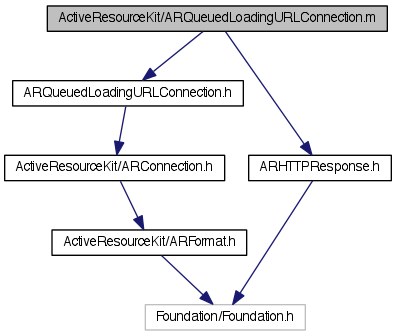 ActiveResourceKit/ARQueuedLoadingURLConnection.m
ARQueuedLoadingURLConnection.h
ActiveResourceKit/ARConnection.h
ARHTTPResponse.h
ActiveResourceKit/ARFormat.h
Foundation/Foundation.h